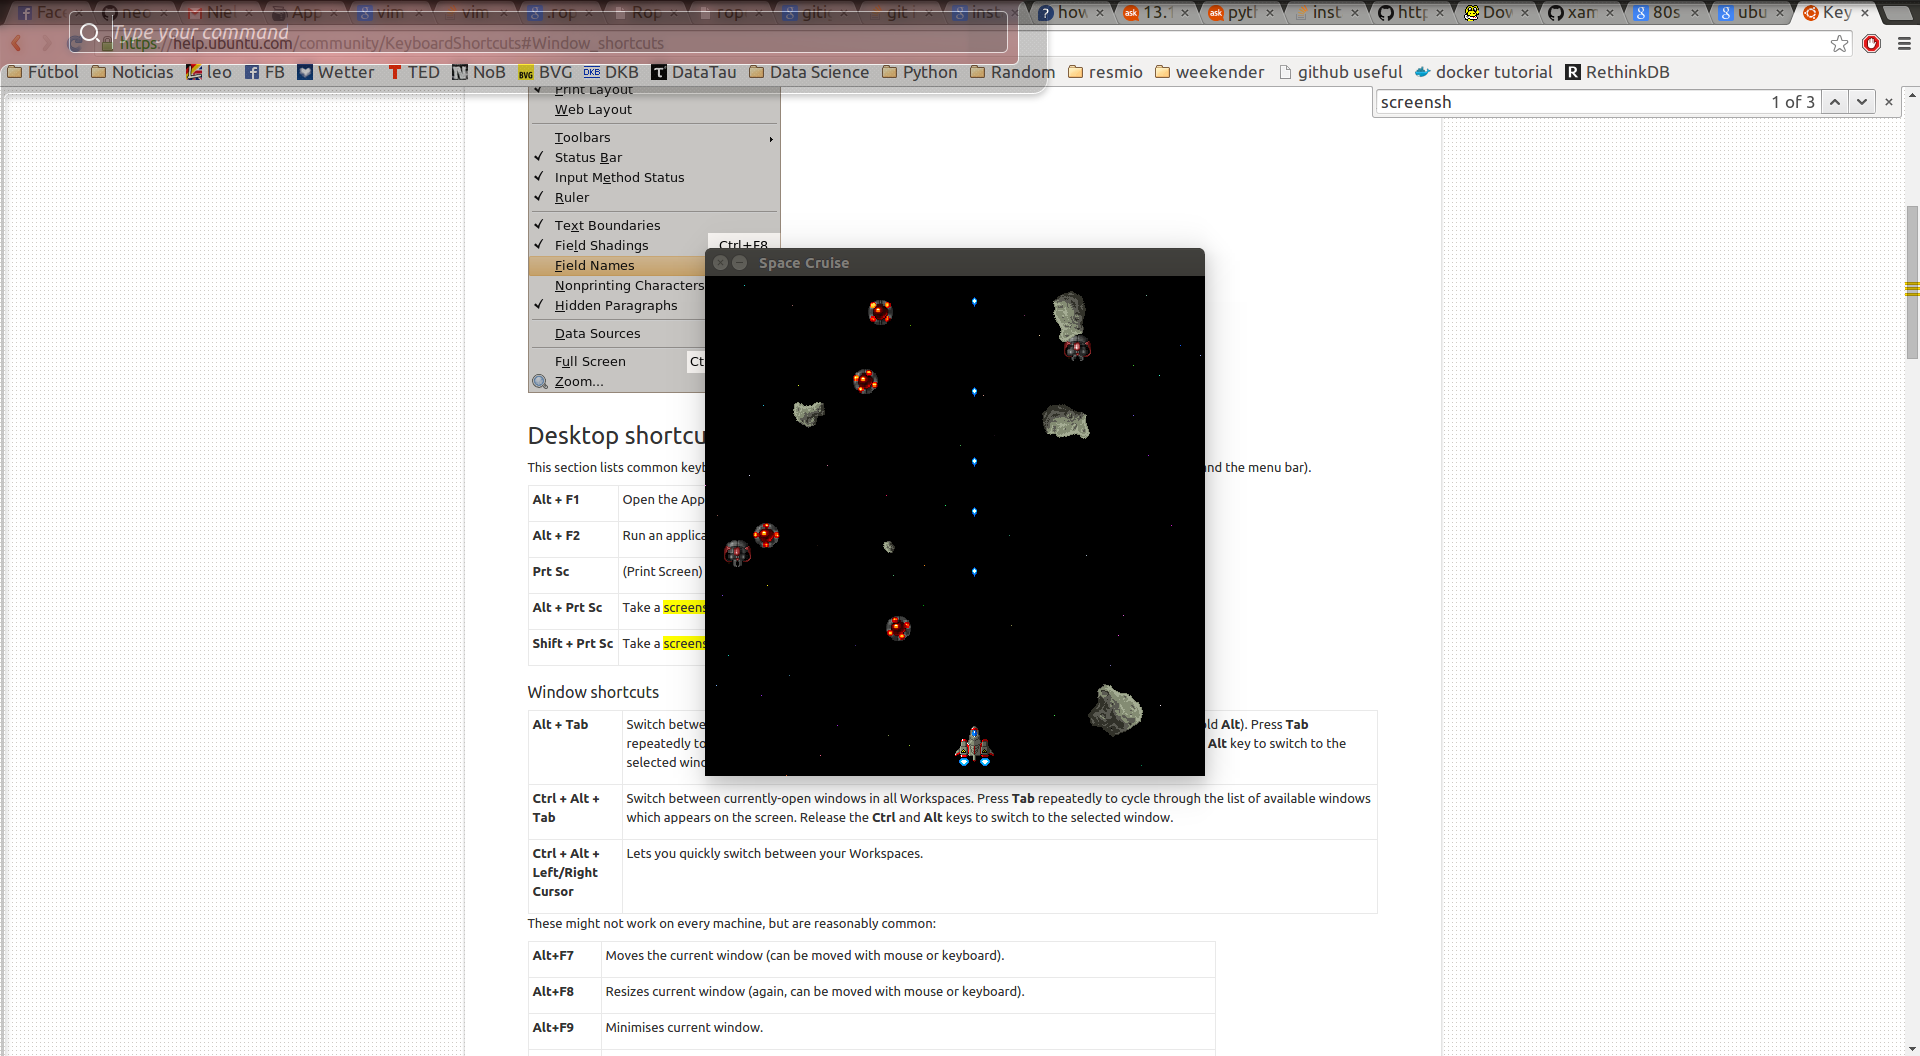 Face
neo
Niel
App
vim
vim
.rop
Rop
rop
gitig
git i
inst
how
13.1
pyth
inst
http
Dow
xam
80s
ubu
Key
Type your command
https://help.ubuntu.com/community/KeyboardShortcuts#Window_shortcuts
Fútbol Noticias leo FB Wetter TED NoB BVG DKB DataTau Data Science Python Random resmio weekender github useful docker tutorial RethinkDB
screensh 1 of 3
Print Layout
Web Layout
Toolbars
Status Bar
Input Method Status
Ruler
Text Boundaries
Field Shadings Ctrl+F8
Field Names
Nonprinting Characters
Hidden Paragraphs
Data Sources
Full Screen Ct
Zoom...
Space Cruise
Desktop shortcu
This section lists common keyb nd the menu bar).
Alt + F1 Open the App
Alt + F2 Run an applica
Prt Sc (Print Screen)
Alt + Prt Sc Take a screens
Shift + Prt Sc Take a screens
Window shortcuts
Alt + Tab Switch betwe ld Alt). Press Tab
repeatedly to Alt key to switch to the
selected wind
Ctrl + Alt + Tab Switch between currently-open windows in all Workspaces. Press Tab repeatedly to cycle through the list of available windows
which appears on the screen. Release the Ctrl and Alt keys to switch to the selected window.
Ctrl + Alt + Left/Right Cursor Lets you quickly switch between your Workspaces.
These might not work on every machine, but are reasonably common:
Alt+F7 Moves the current window (can be moved with mouse or keyboard).
Alt+F8 Resizes current window (again, can be moved with mouse or keyboard).
Alt+F9 Minimises current window.